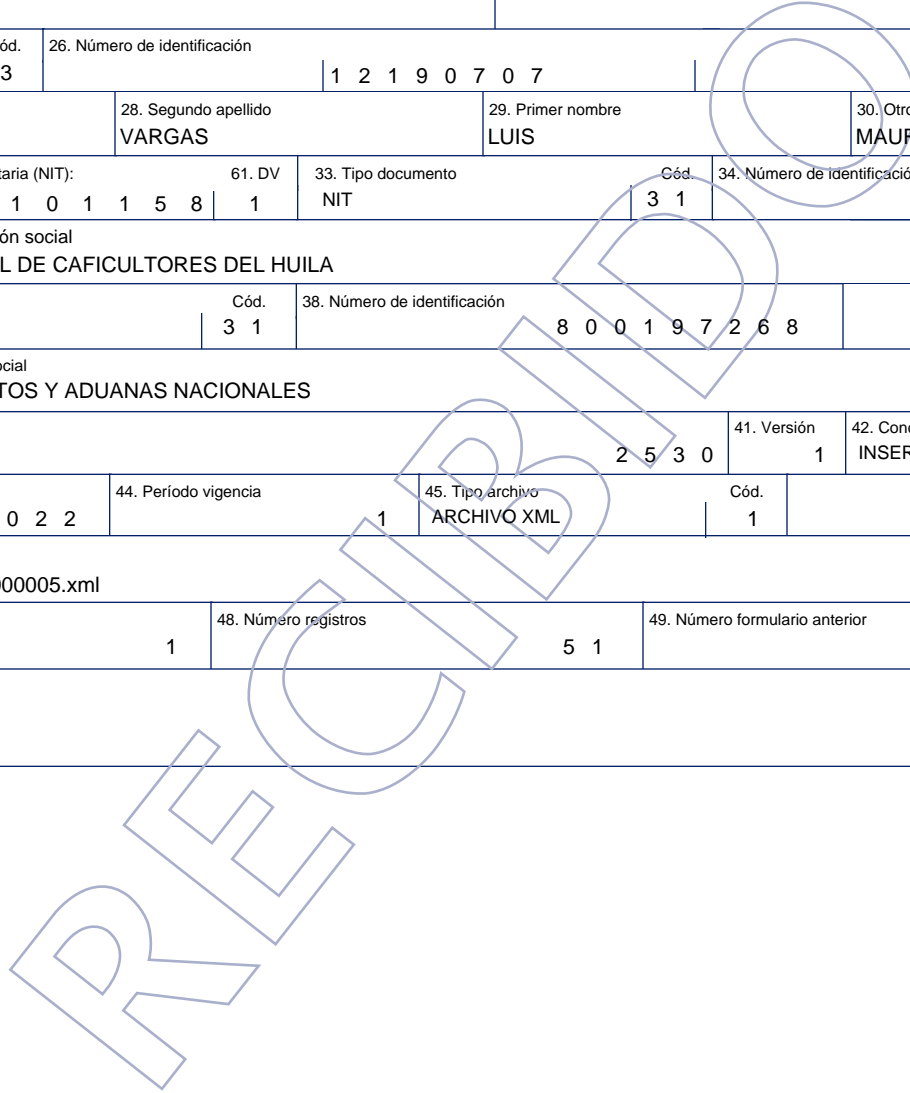 ód. 26. Número de identificación
3 1 2 1 9 0 7 0 7
28. Segundo apellido 29. Primer nombre 30. Otro
VARGAS LUIS MAUR
taria (NIT): 61. DV 33. Tipo documento Cód. 34. Número de identificació
1 0 1 1 5 8 1 NIT 3 1
ón social
L DE CAFICULTORES DEL HUILA
Cód. 38. Número de identificación
3 1 8 0 0 1 9 7 2 6 8
ocial
TOS Y ADUANAS NACIONALES
41. Versión 42. Conc
2 5 3 0 1 INSER
44. Período vigencia 45. Tipo archivo Cód.
0 2 2 1 ARCHIVO XML 1
000005.xml
48. Número registros 49. Número formulario anterior
1 5 1
RECIBIDO